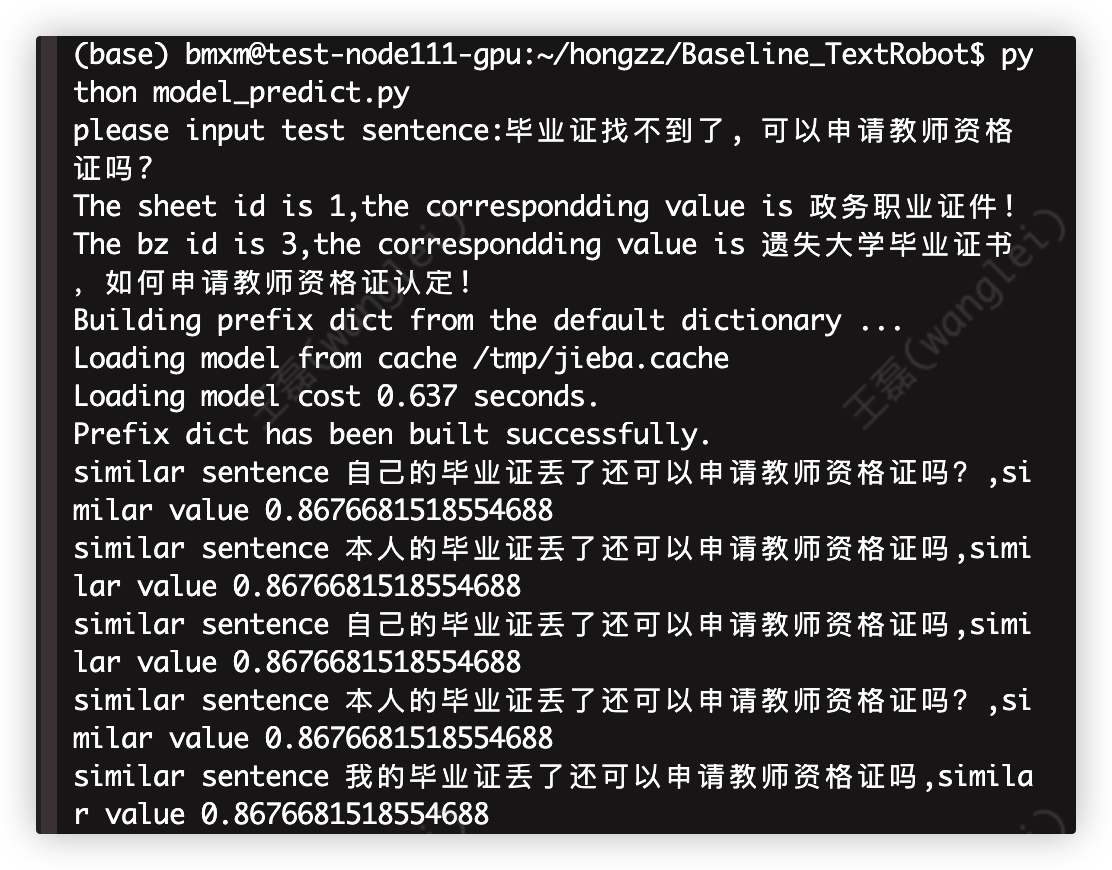 (base) bmxm@test-node111-gpu:~/hongzz/Baseline_TextRobot$ py
thon model_predict.py
please input test sentence:毕业证找不到了，可以申请教师资格
证吗？
The sheet id is 1,the correspondding value is 政务职业证件！
The bz id is 3,the correspondding value is 遗失大学毕业证书
，如何申请教师资格证认定！
Building prefix dict from the default dictionary ...
Loading model from cache /tmp/jieba.cache
Loading model cost 0.637 seconds.
Prefix dict has been built successfully.
similar sentence 自己的毕业证丢了还可以申请教师资格证吗？,si
milar value 0.8676681518554688
similar sentence 本人的毕业证丢了还可以申请教师资格证吗,simi
lar value 0.8676681518554688
similar sentence 自己的毕业证丢了还可以申请教师资格证吗,simi
lar value 0.8676681518554688
similar sentence 本人的毕业证丢了还可以申请教师资格证吗？,si
milar value 0.8676681518554688
similar sentence 我的毕业证丢了还可以申请教师资格证吗,simila
r value 0.8676681518554688
王磊(wanglei)
王磊(wanglei)